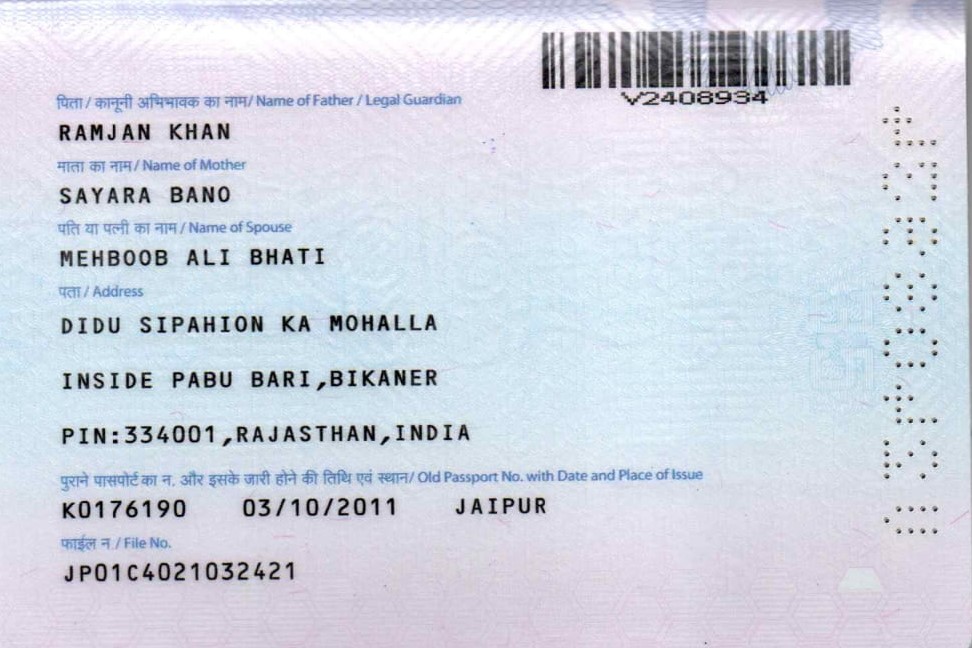 V2408934
पिता / कानूनी अभिभावक का नाम/ Name of Father / Legal Guardian
RAMJAN KHAN
माता का नाम/ Name of Mother
SAYARA BANO
पति या पत्नी का नाम / Name of Spouse
MEHBOOB ALI BHATI
पता / Address
DIDU SIPAHION KA MOHALLA
INSIDE PABU BARI,BIKANER
PIN:334001,RAJASTHAN,INDIA
पुराने पासपोर्ट का न. और इसके जारी होने की तिथि एवं स्थान/ Old Passport No. with Date and Place of Issue
K0176190 03/10/2011 JAIPUR
फाईल न / File No.
JP01C4021032421